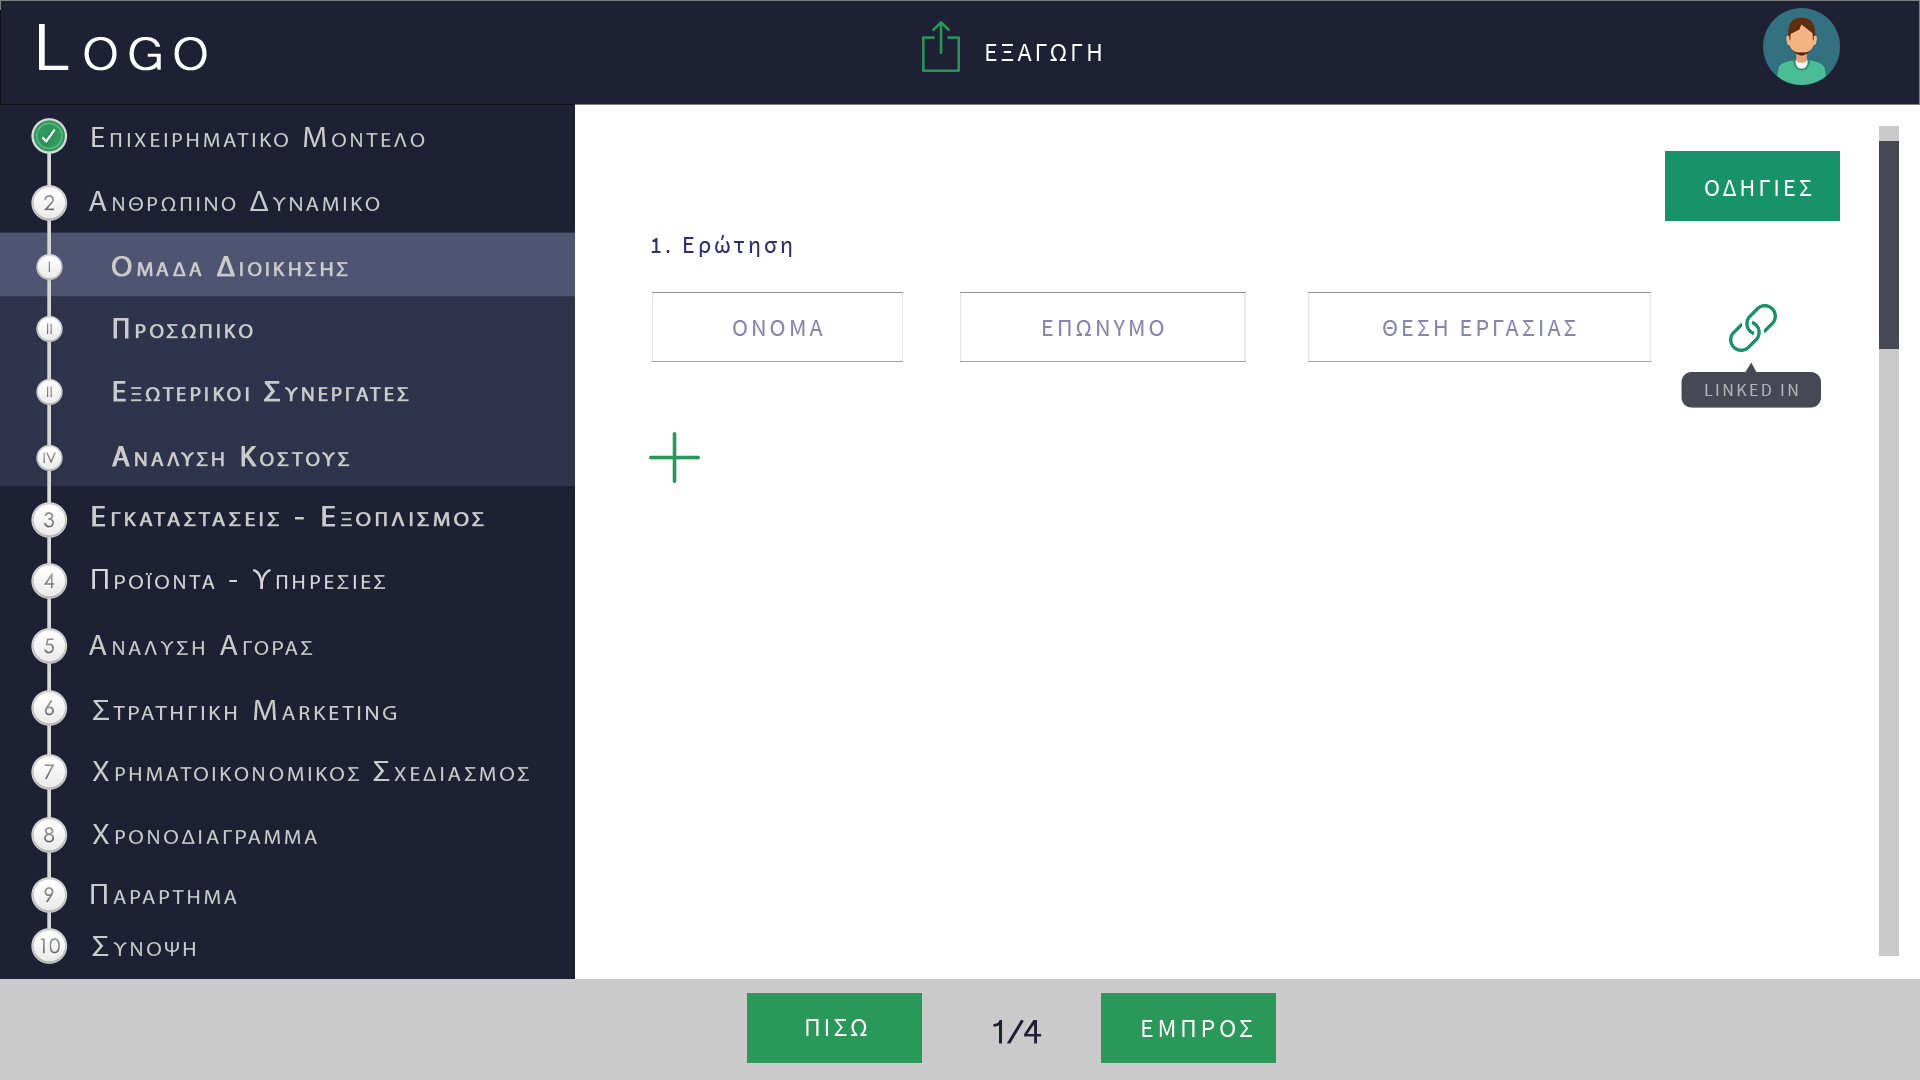 Logo
ΕΞΑΓΩΓΗ
Επιχειρηματικο Μοντελο
2 Ανθρωπινο Δυναμικο
I Ομαδα Διοικησης
II Προσωπικο
II Εξωτερικοι Συνεργατες
IV Αναλυση Κοστους
3 Εγκαταστασεις - Εξοπλισμος
4 Προϊοντα - Υπηρεσιες
5 Αναλυση Αγορας
6 Στρατηγικη Marketing
7 Χρηματοικονομικος Σχεδιασμος
8 Χρονοδιαγραμμα
9 Παραρτημα
10 Συνοψη
ΟΔΗΓΙΕΣ
1. Ερώτηση
ΟΝΟΜΑ ΕΠΩΝΥΜΟ ΘΕΣΗ ΕΡΓΑΣΙΑΣ
LINKED IN
ΠΙΣΩ 1/4 ΕΜΠΡΟΣ